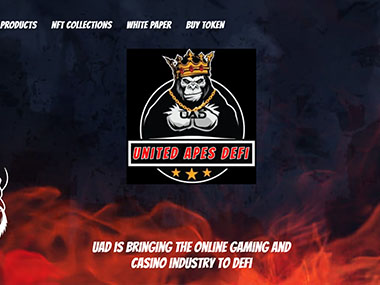 PRODUCTS NFT COLLECTIONS WHITE PAPER BUY TOKEN
UAD
UNITED APES DEFI
UAD IS BRINGING THE ONLINE GAMING AND
CASINO INDUSTRY TO DEFI